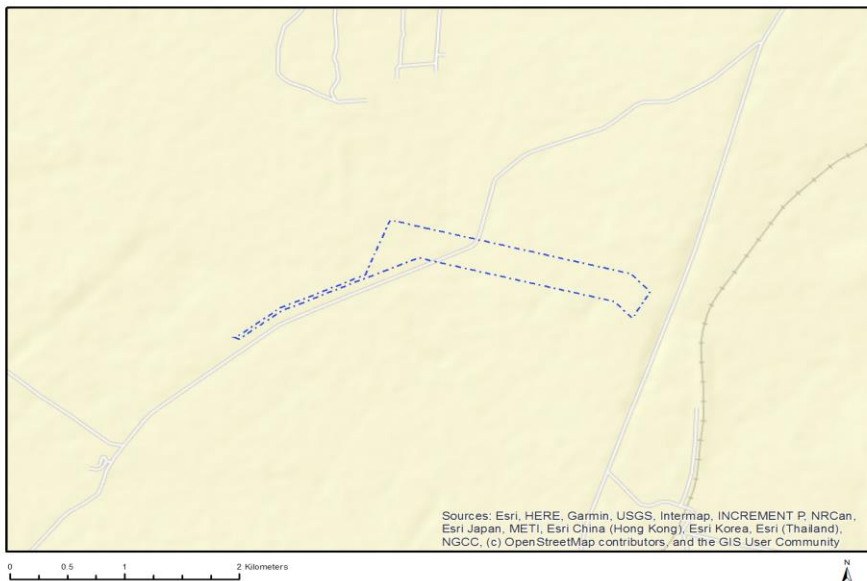 Sources: Esri, HERE, Garmin, USGS, Intermap, INCREMENT P, NRCan,
Esri Japan, METI, Esri China (Hong Kong), Esri Korea, Esri (Thailand),
NGCC, (c) OpenStreetMap contributors, and the GIS User Community
0 0.5 1 2 Kilometers
N